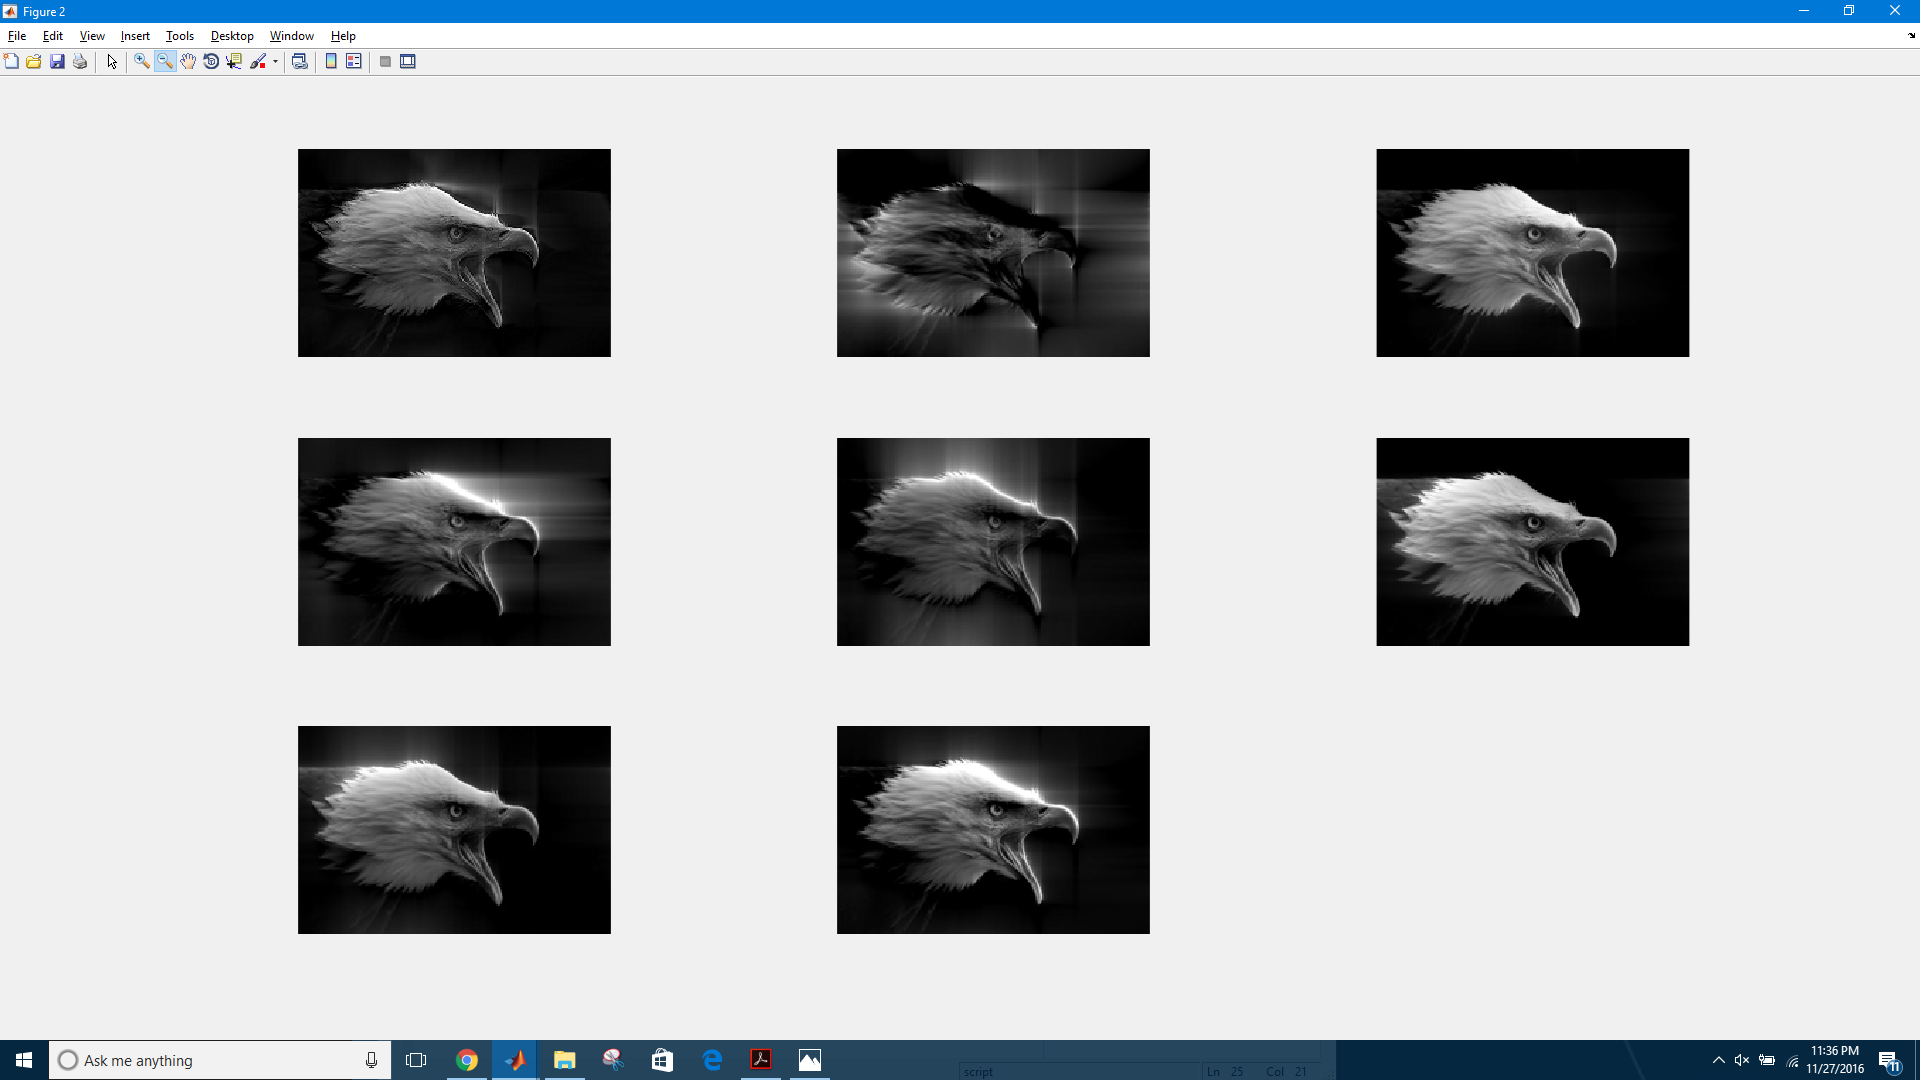 Figure 2
File Edit View Insert Tools Desktop Window Help
Ask me anything
script
Ln 25 Col 21
11:36 PM
11/27/2016
11